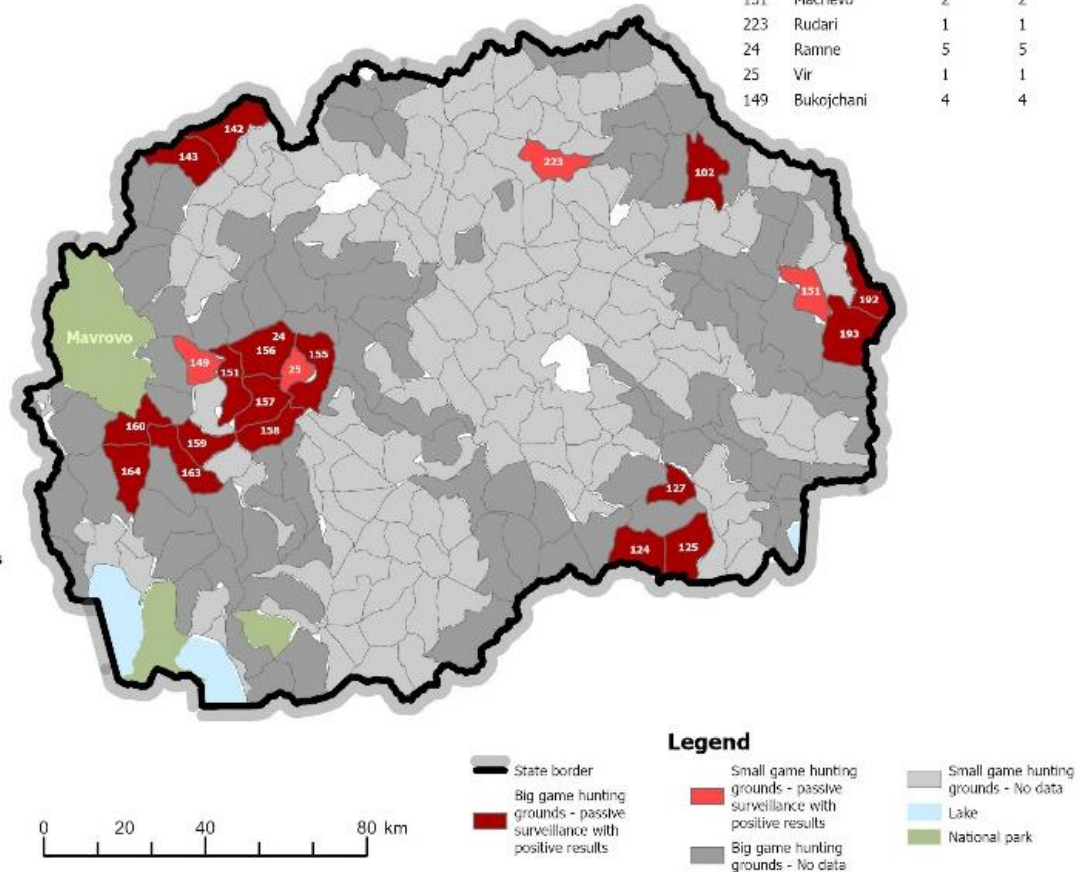 151 Machevo 2 2
223 Rudari 1 1
24 Ramne 5 5
25 Vir 1 1
149 Bukojchani 4 4
142
143
223
102
151
192
193
Mavrovo
149
24
156
155
151
25
157
158
160
159
164
163
127
124
125
Legend
State border
Big game hunting
grounds - passive
surveillance with
positive results
Small game hunting
grounds - passive
surveillance with
positive results
Big game hunting
grounds - No data
Small game hunting
grounds - No data
Lake
National park
0 20 40 80 km